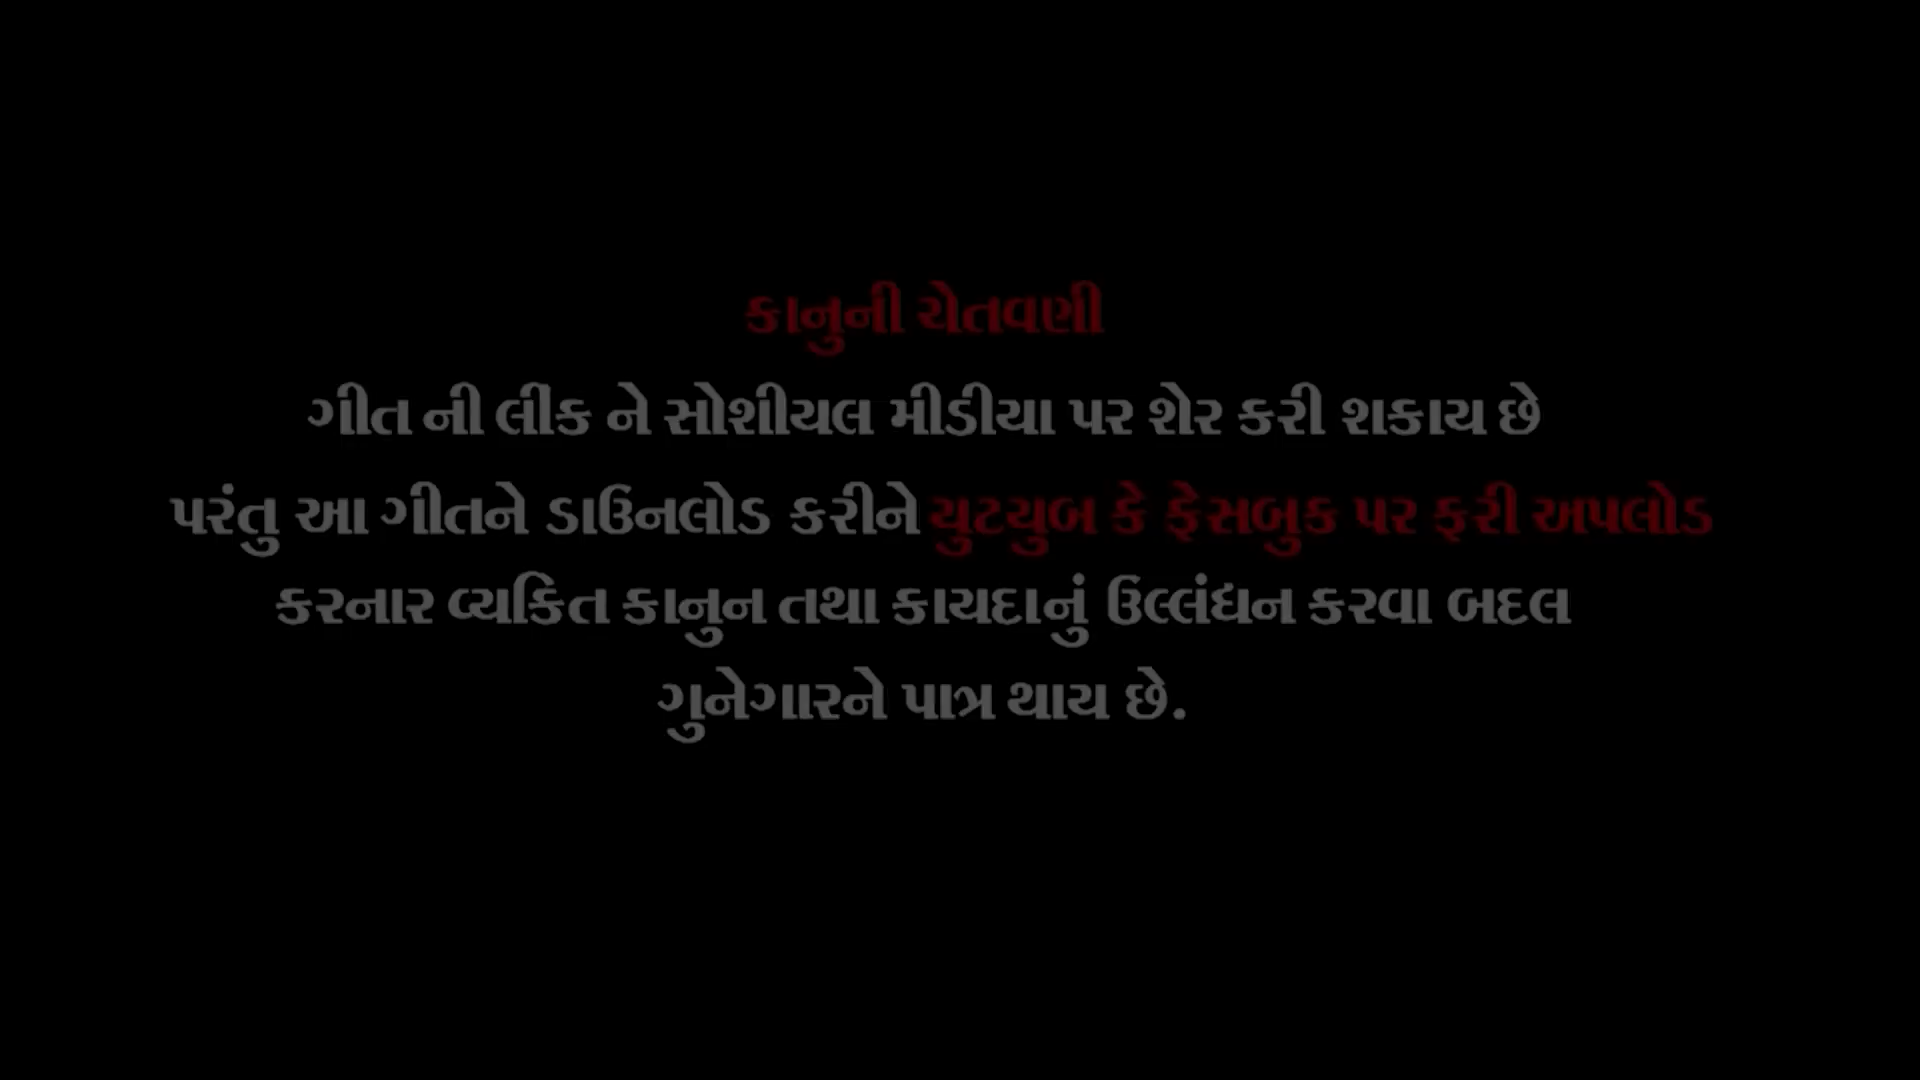 કાનુની ચેતવણી
ગીત ની લીંક ને સોશીયલ મીડીયા પર શેર કરી શકાય છે
પરંતુ આ ગીતને ડાઉનલોડ કરીને યુટયુબ કે ફેસબુક પર ફરી અપલોડ
કરનાર વ્યકિત કાનુન તથા કાયદાનું ઉલ્લંઘન કરવા બદલ
ગુનેગારને પાત્ર થાય છે.